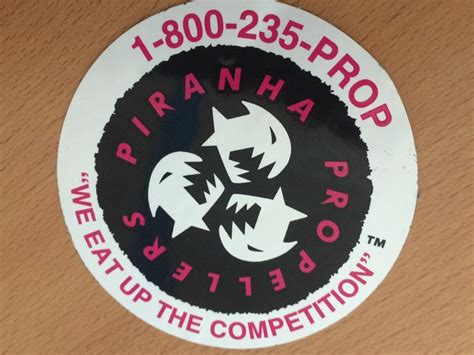 1-800-235-PROP
PIRANHA PROPELLERS
"WE EAT UP THE COMPETITION"™